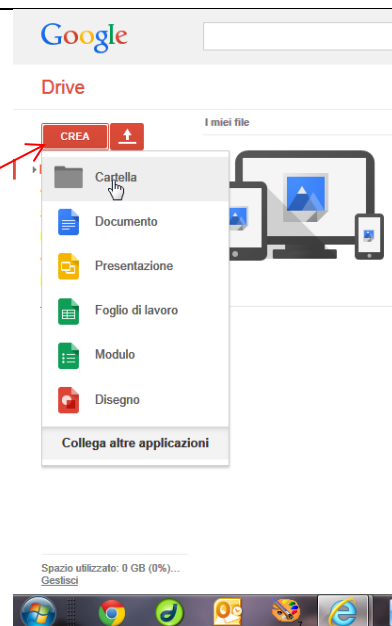 Google
Drive
I miei file
CREA
Cartella
Documento
Presentazione
Foglio di lavoro
Modulo
Disegno
Collega altre applicazioni
Spazio utilizzato: 0 GB (0%)...
Gestisci